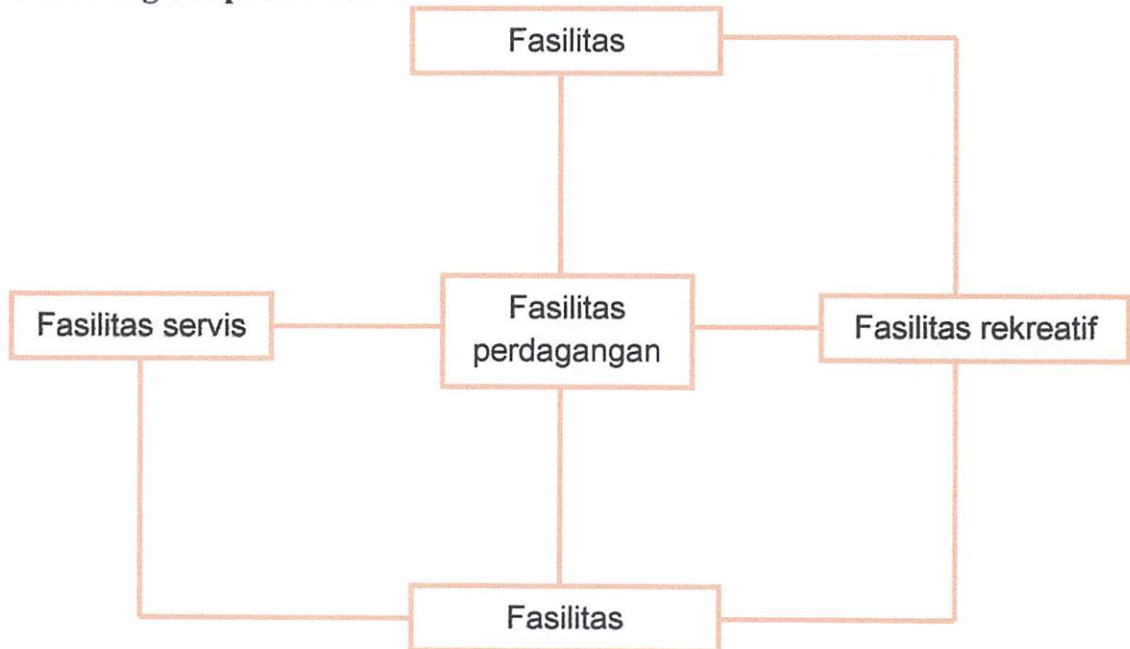 Fasilitas
Fasilitas servis
Fasilitas
perdagangan
Fasilitas rekreatif
Fasilitas